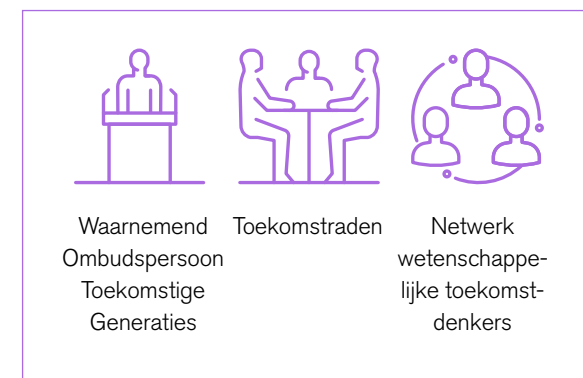 Waarnemend
Ombudspersoon
Toekomstige
Generaties
Toekomstraden
Netwerk
wetenschappe-
lijke toekomst-
denkers